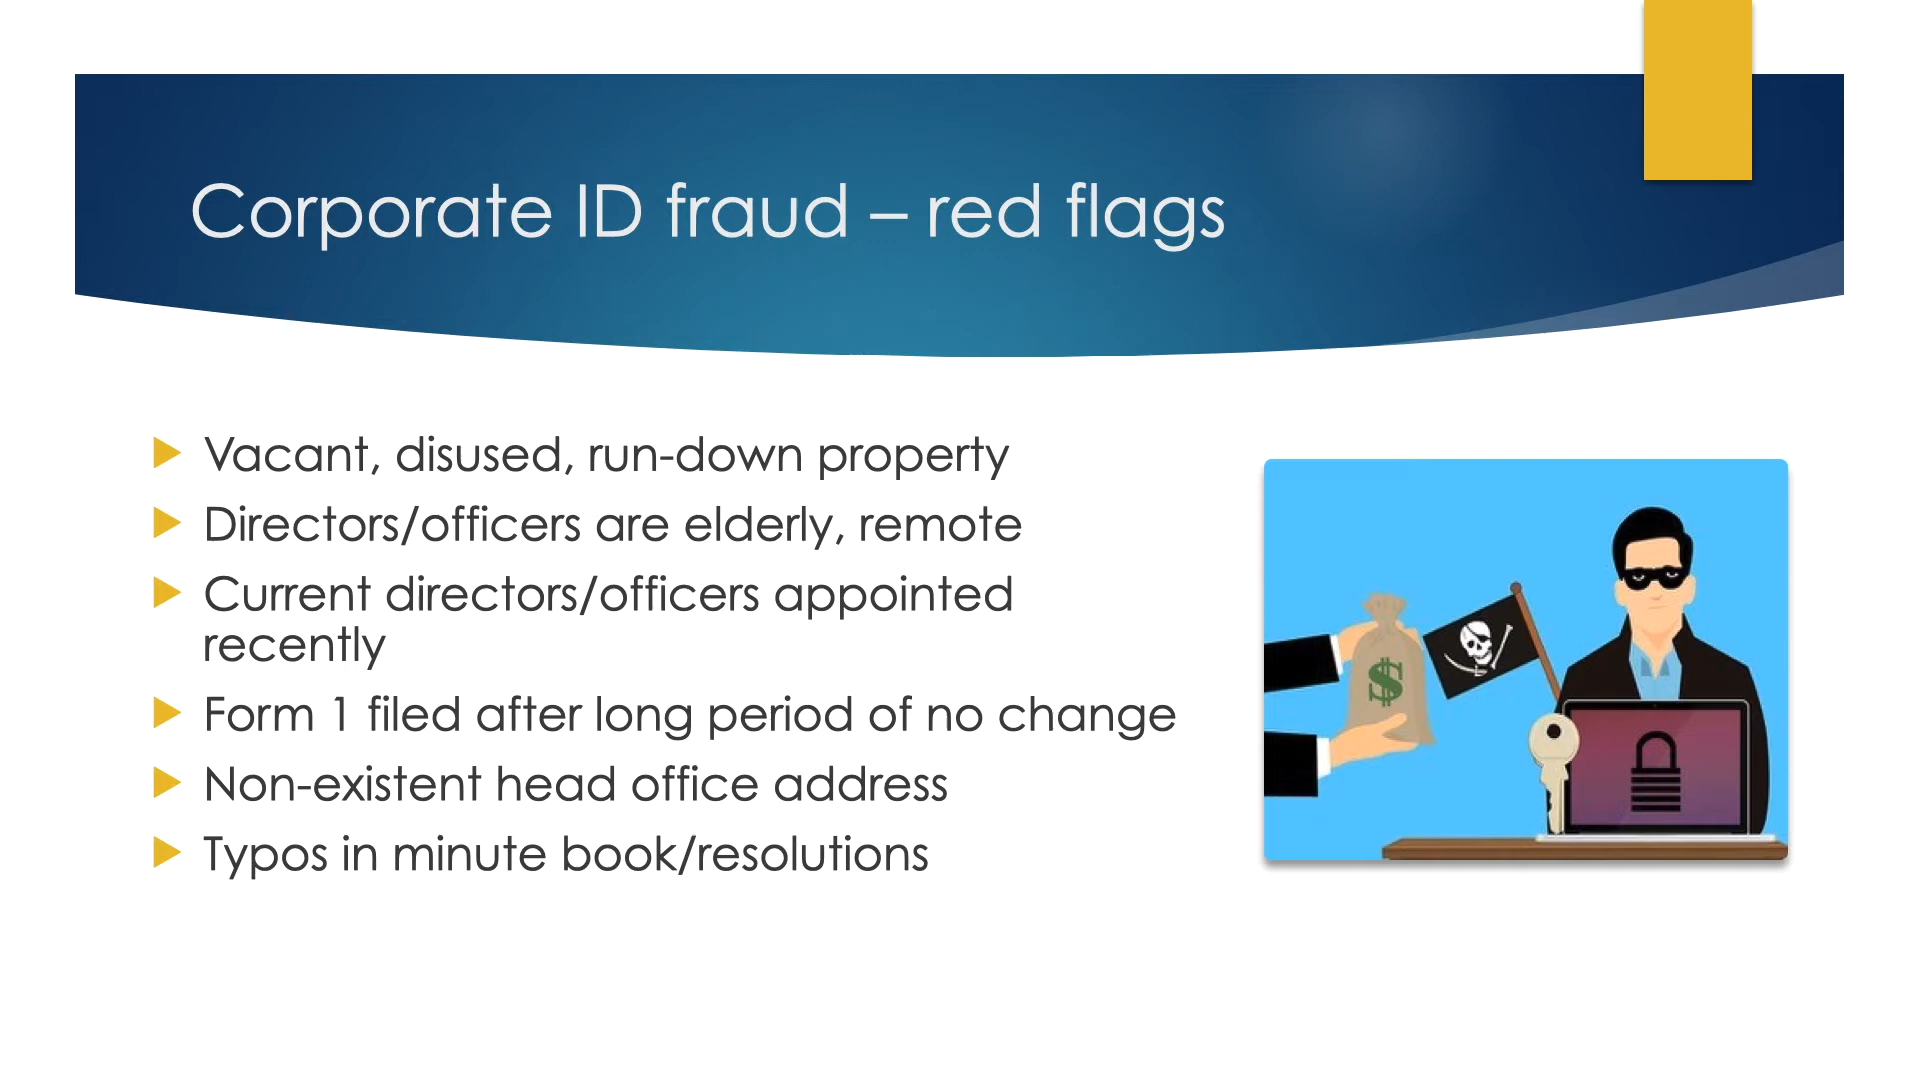 Corporate ID fraud – red flags
Vacant, disused, run-down property
Directors/officers are elderly, remote
Current directors/officers appointed
recently
Form 1 filed after long period of no change
Non-existent head office address
Typos in minute book/resolutions
$